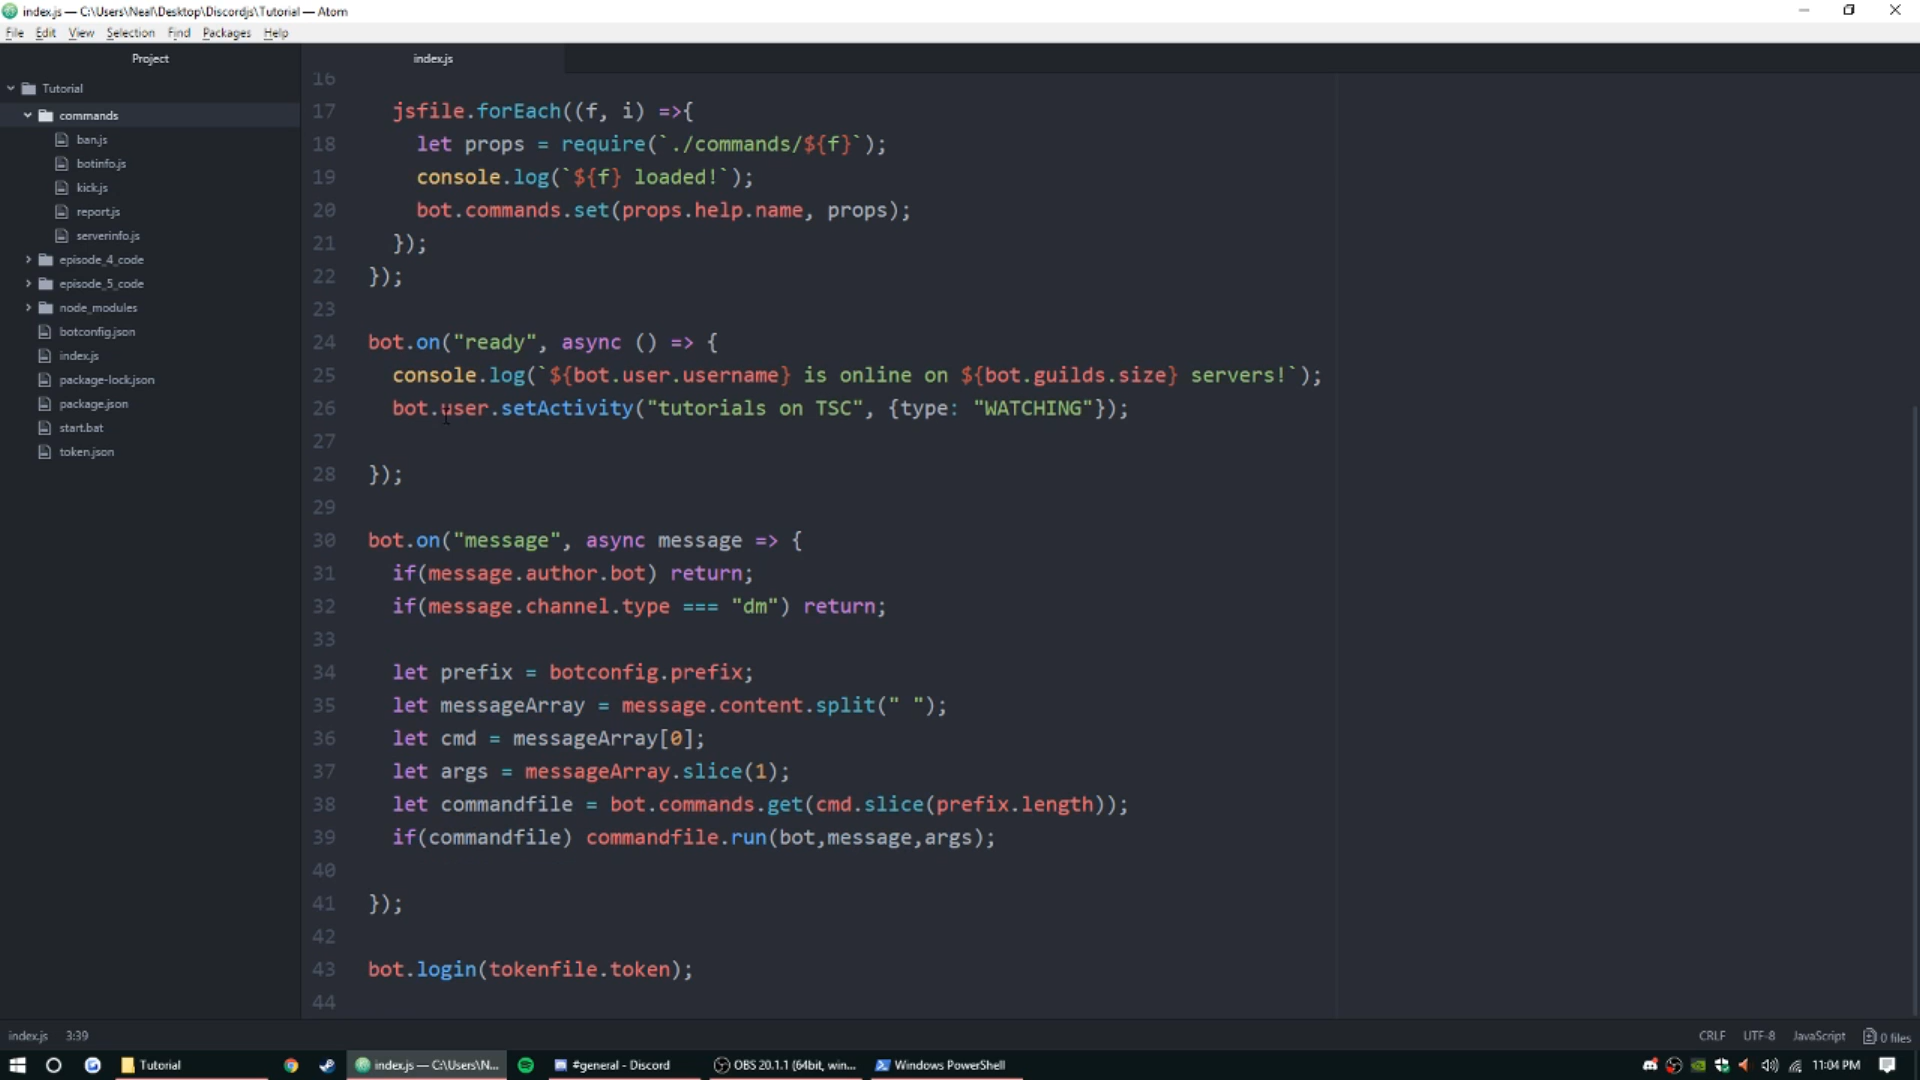 index.js — C:\Users\Neal\Desktop\Discordjs\Tutorial — Atom
File Edit View Selection Find Packages Help
Project
Tutorial
commands
ban.js
botinfo.js
kick.js
report.js
serverinfo.js
episode_4_code
episode_5_code
node_modules
botconfig.json
index.js
package-lock.json
package.json
start.bat
token.json
index.js
16
17 jsfile.forEach((f, i) =>{
18 let props = require(`./commands/${f}`);
19 console.log(`${f} loaded!`);
20 bot.commands.set(props.help.name, props);
21 });
22 });
23
24 bot.on("ready", async () => {
25 console.log(`${bot.user.username} is online on ${bot.guilds.size} servers!`);
26 bot.user.setActivity("tutorials on TSC", {type: "WATCHING"});
27
28 });
29
30 bot.on("message", async message => {
31 if(message.author.bot) return;
32 if(message.channel.type === "dm") return;
33
34 let prefix = botconfig.prefix;
35 let messageArray = message.content.split(" ");
36 let cmd = messageArray[0];
37 let args = messageArray.slice(1);
38 let commandfile = bot.commands.get(cmd.slice(prefix.length));
39 if(commandfile) commandfile.run(bot,message,args);
40
41 });
42
43 bot.login(tokenfile.token);
44
index.js 3:39 CRLF UTF-8 JavaScript 0 files
Tutorial index.js — C:\Users\N... #general - Discord OBS 20.1.1 (64bit, win... Windows PowerShell 11:04 PM